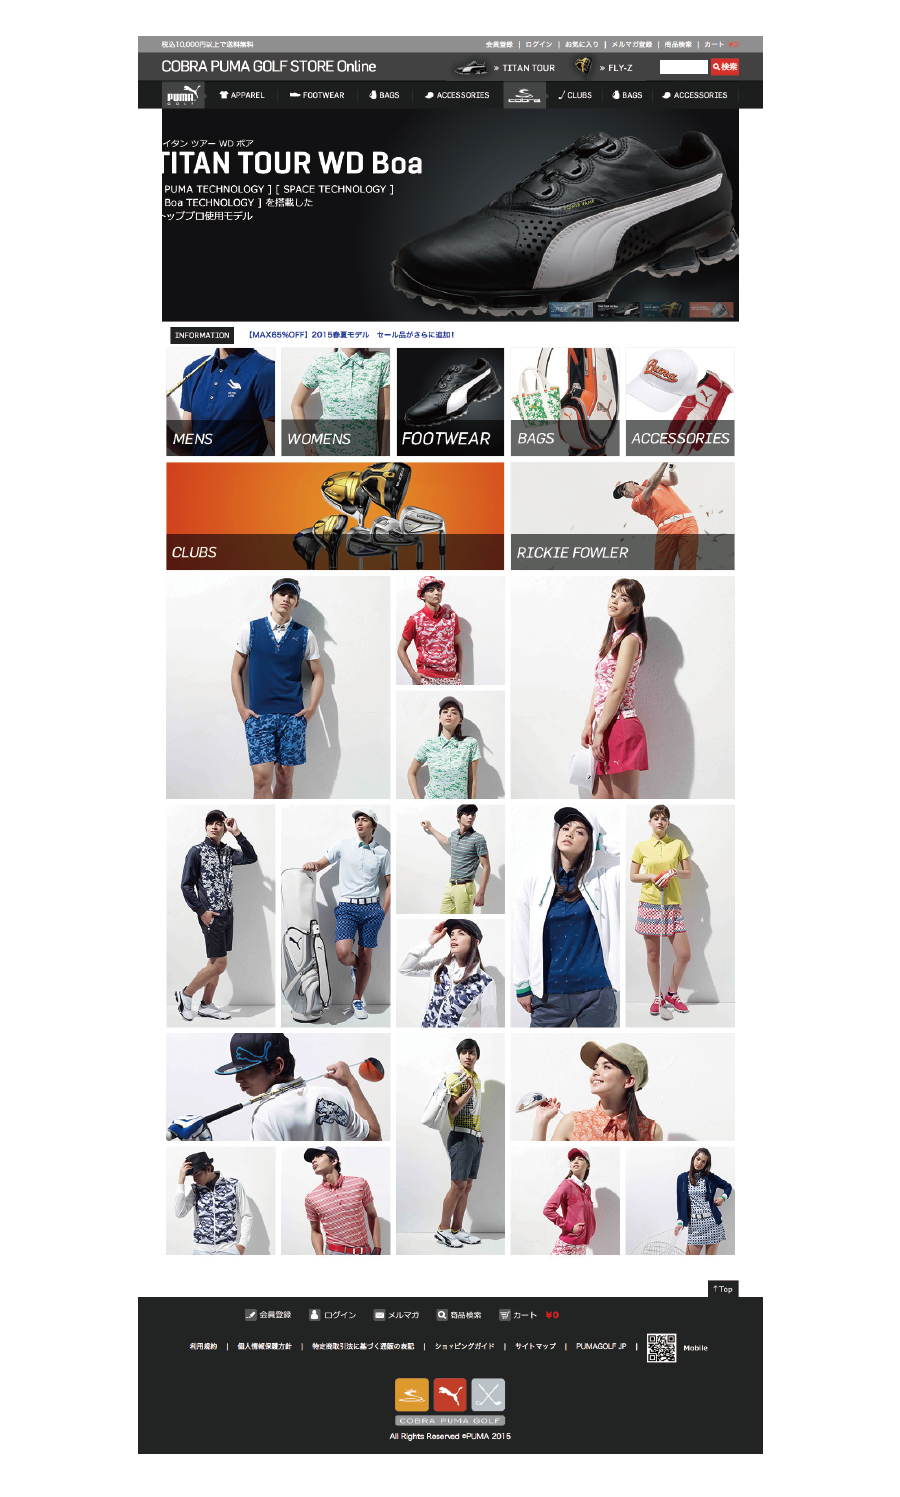 税込10,000円以上で送料無料
会員登録 | ログイン | お気に入り | メルマガ登録 | 商品検索 | カート ¥0
COBRA PUMA GOLF STORE Online
» TITAN TOUR
» FLY-Z
検索
PUMA GOLF
APPAREL
FOOTWEAR
BAGS
ACCESSORIES
cobra
CLUBS
BAGS
ACCESSORIES
イタン ツアー WD ボア
TITAN TOUR WD Boa
PUMA TECHNOLOGY ] [ SPACE TECHNOLOGY ]
Boa TECHNOLOGY ] を搭載した
トッププロ使用モデル
INFORMATION
【MAX65%OFF】2015春夏モデル セール品がさらに追加!
MENS
WOMENS
FOOTWEAR
BAGS
ACCESSORIES
CLUBS
RICKIE FOWLER
↑Top
会員登録
ログイン
メルマガ
商品検索
カート ¥0
利用規約 | 個人情報保護方針 | 特定商取引法に基づく通販の表記 | ショッピングガイド | サイトマップ | PUMAGOLF JP |
Mobile
COBRA PUMA GOLF
All Rights Reserved ©PUMA 2015